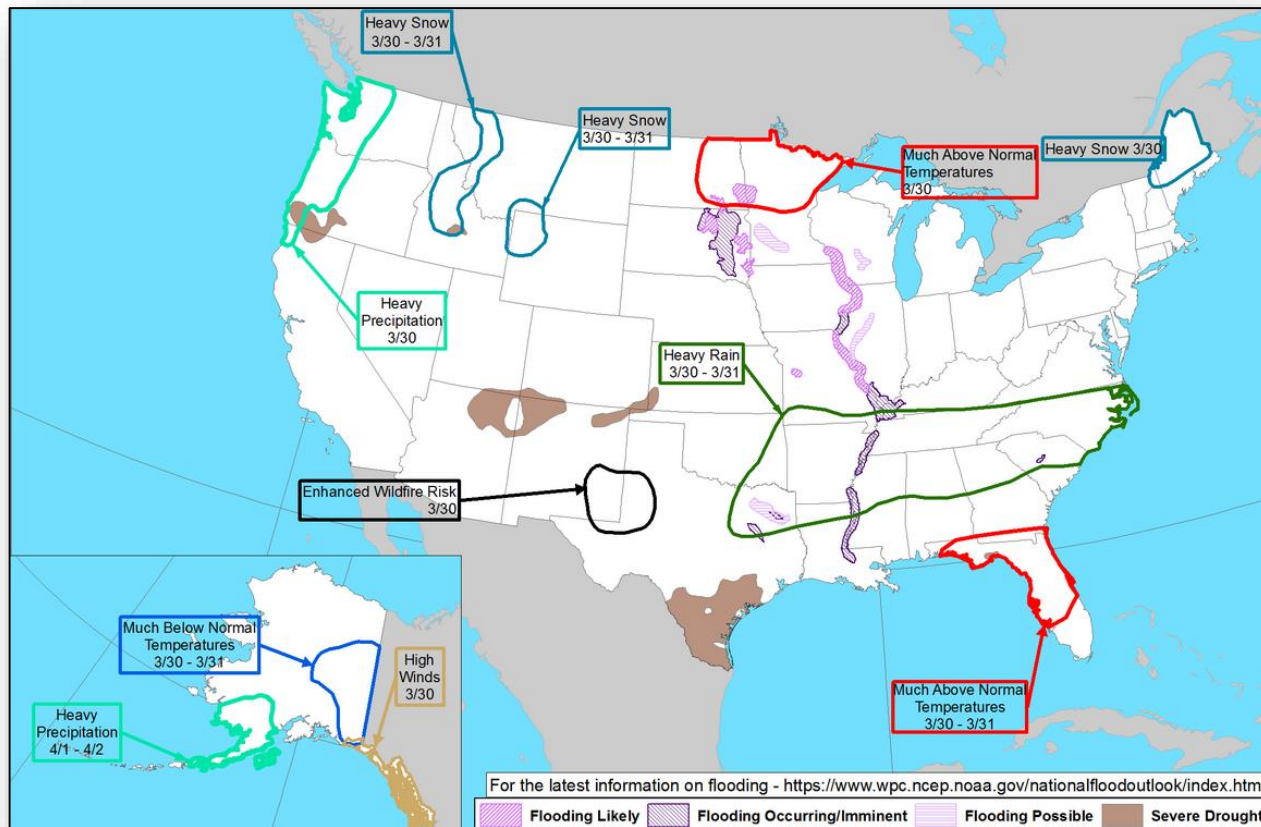 Heavy Snow
3/30 - 3/31
Heavy Snow
3/30 - 3/31
Heavy Snow 3/30
Much Above Normal
Temperatures
3/30
Heavy
Precipitation
3/30
Heavy Rain
3/30 - 3/31
Enhanced Wildfire Risk
3/30
Much Below Normal
Temperatures
3/30 - 3/31
High
Winds
3/30
Heavy
Precipitation
4/1 - 4/2
Much Above Normal
Temperatures
3/30 - 3/31
For the latest information on flooding - https://www.wpc.ncep.noaa.gov/nationalfloodoutlook/index.htm
Flooding Likely
Flooding Occurring/Imminent
Flooding Possible
Severe Drought